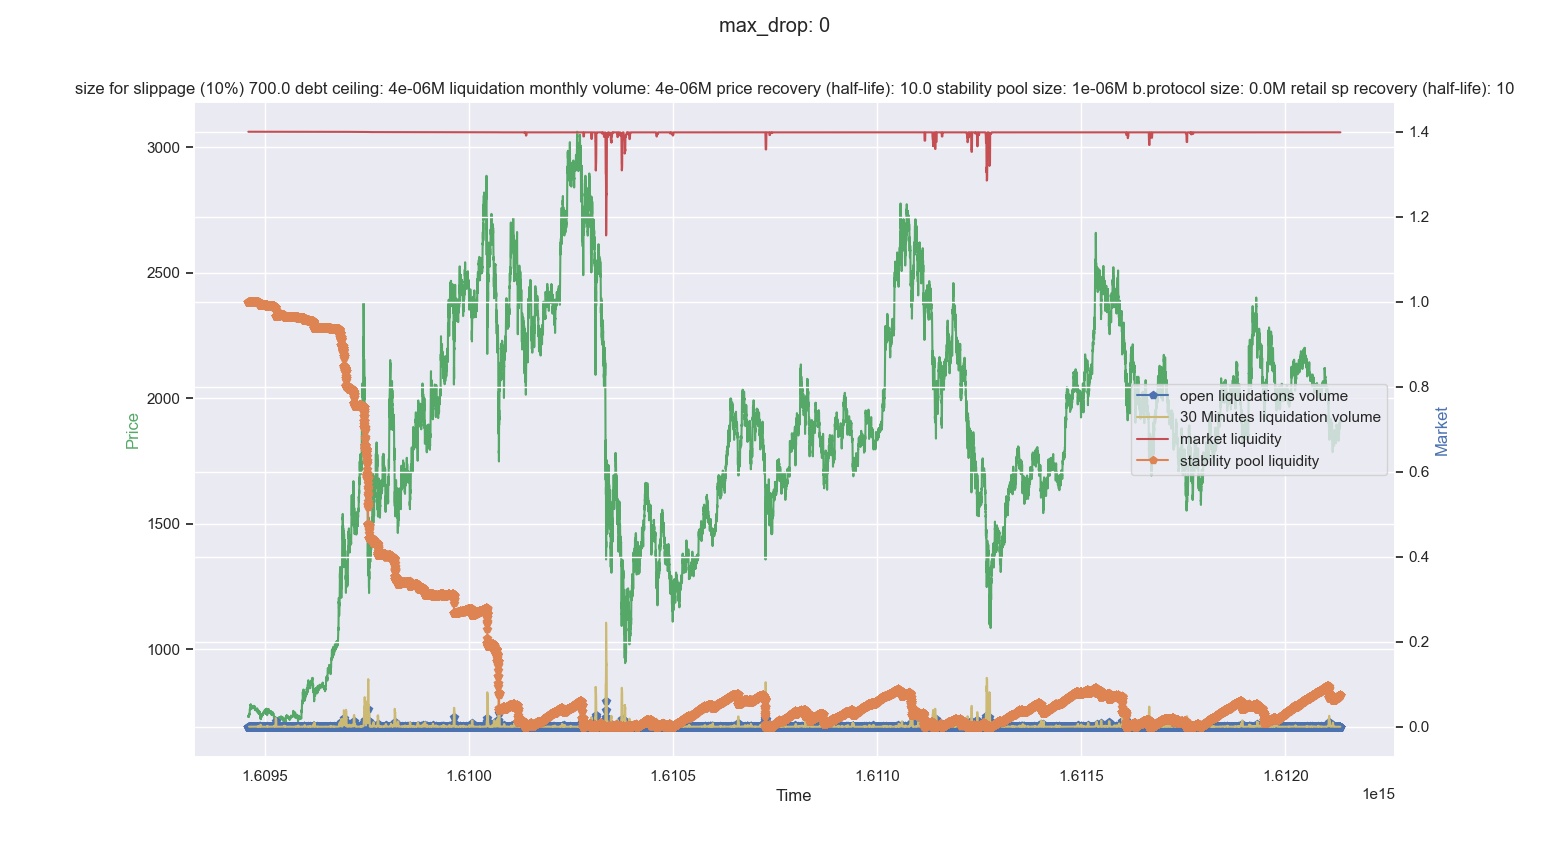 max_drop: 0
size for slippage (10%) 700.0 debt ceiling: 4e-06M liquidation monthly volume: 4e-06M price recovery (half-life): 10.0 stability pool size: 1e-06M b.protocol size: 0.0M retail sp recovery (half-life): 10
3000
2500
2000
1500
1000
Price
1.4
1.2
1.0
0.8
0.6
0.4
0.2
0.0
Market
open liquidations volume
30 Minutes liquidation volume
market liquidity
stability pool liquidity
1.6095
1.6100
1.6105
1.6110
1.6115
1.6120
Time
1e15